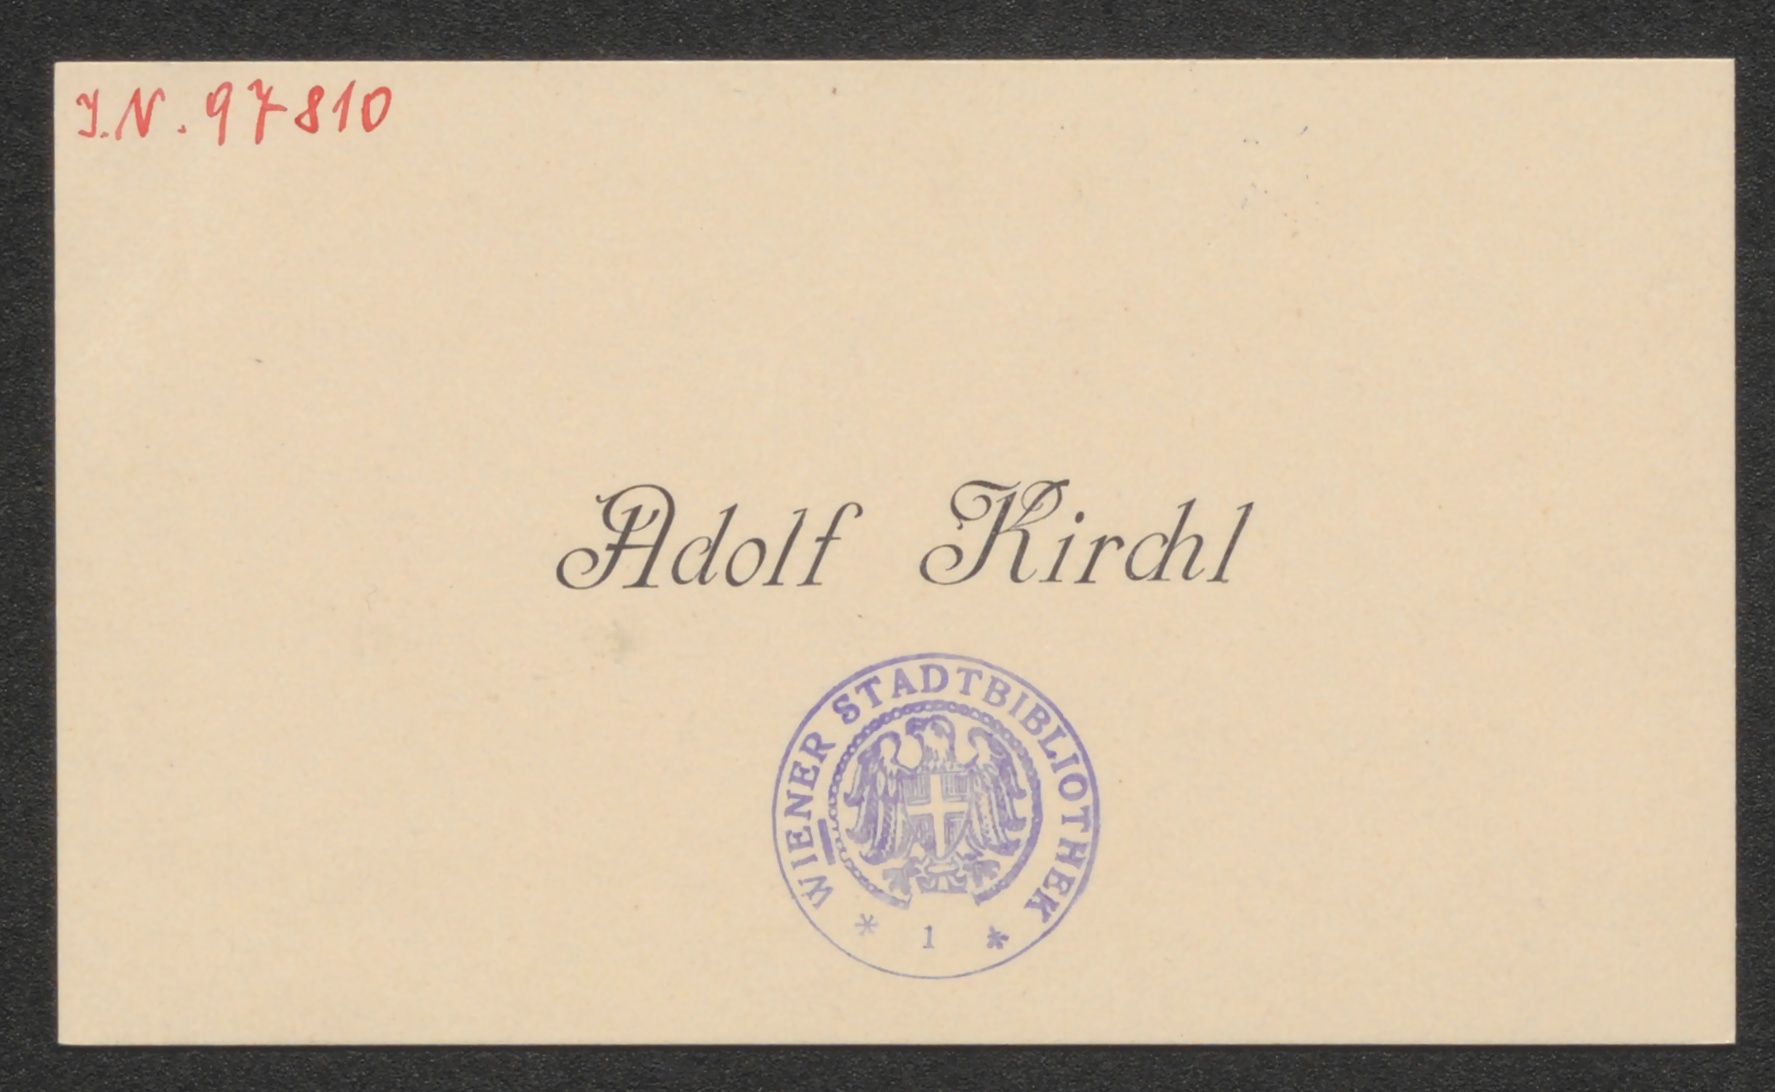 J.N. 97810
Adolf Kirchl
WIENER STADTBIBLIOTHEK
* 1 *